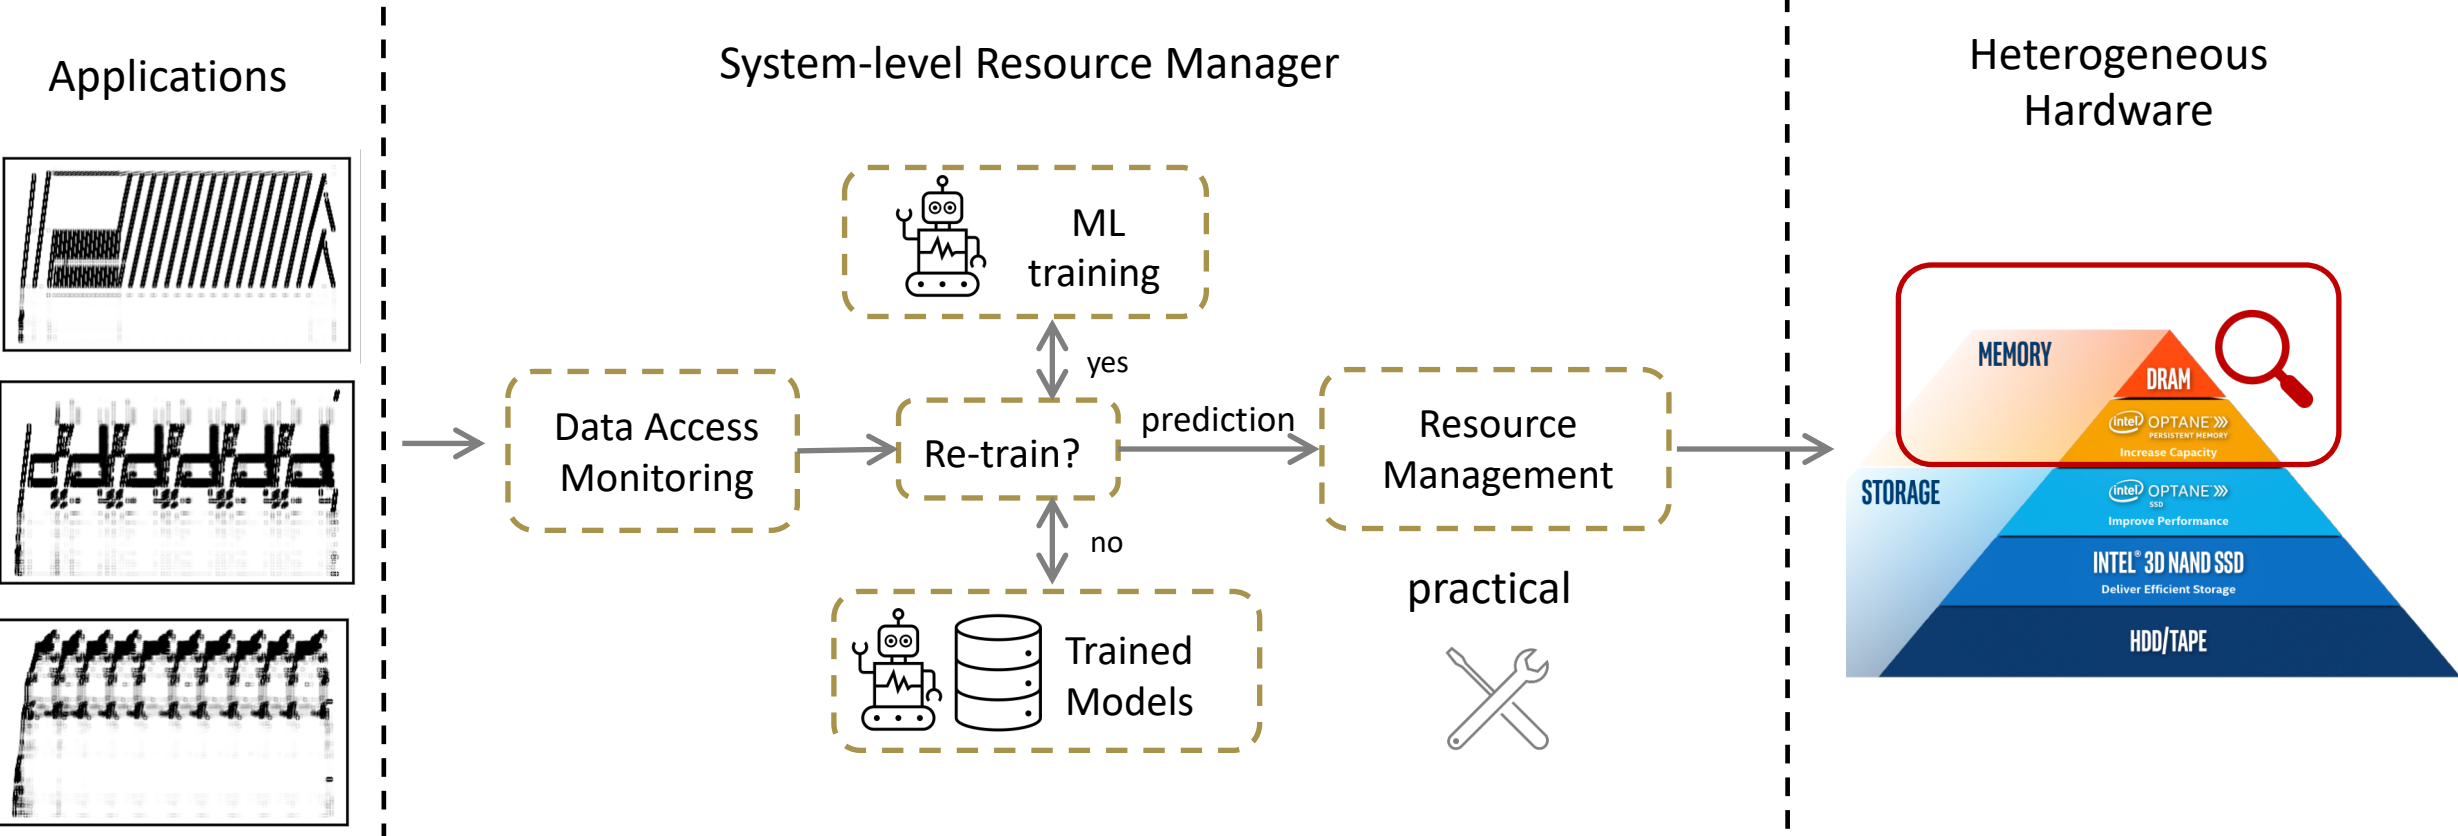 Applications
System-level Resource Manager
Heterogeneous
Hardware
ML
training
yes
Data Access
Monitoring
Re-train?
prediction
Resource
Management
no
Trained
Models
practical
MEMORY
DRAM
intel OPTANE
PERSISTENT MEMORY
Increase Capacity
STORAGE
intel OPTANE
SSD
Improve Performance
INTEL® 3D NAND SSD
Deliver Efficient Storage
HDD/TAPE